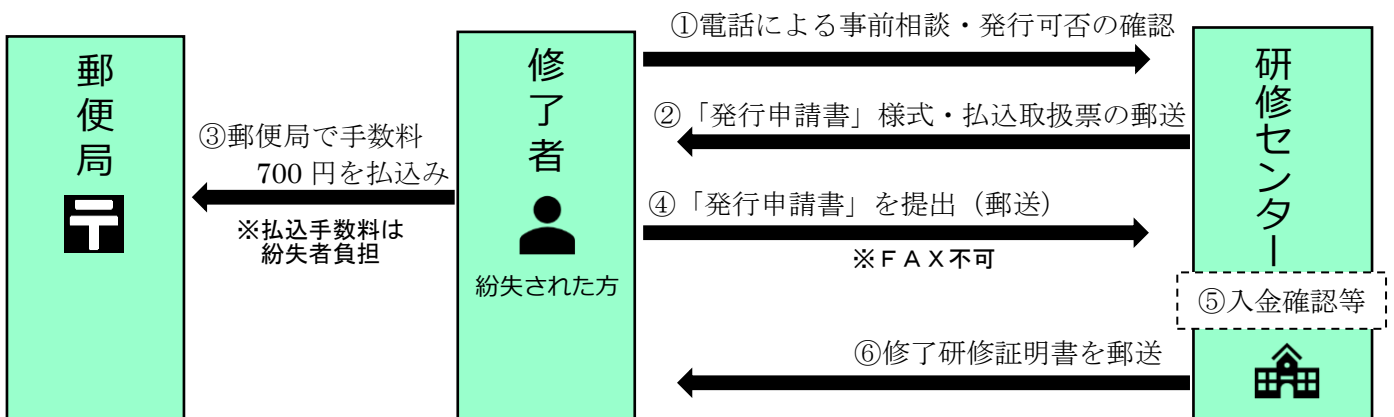 郵便局
③郵便局で手数料
700 円を払込み
※払込手数料は
紛失者負担
修了者
紛失された方
①電話による事前相談・発行可否の確認
②「発行申請書」様式・払込取扱票の郵送
④「発行申請書」を提出（郵送）
※ＦＡＸ不可
⑥修了研修証明書を郵送
研修センター
⑤入金確認等